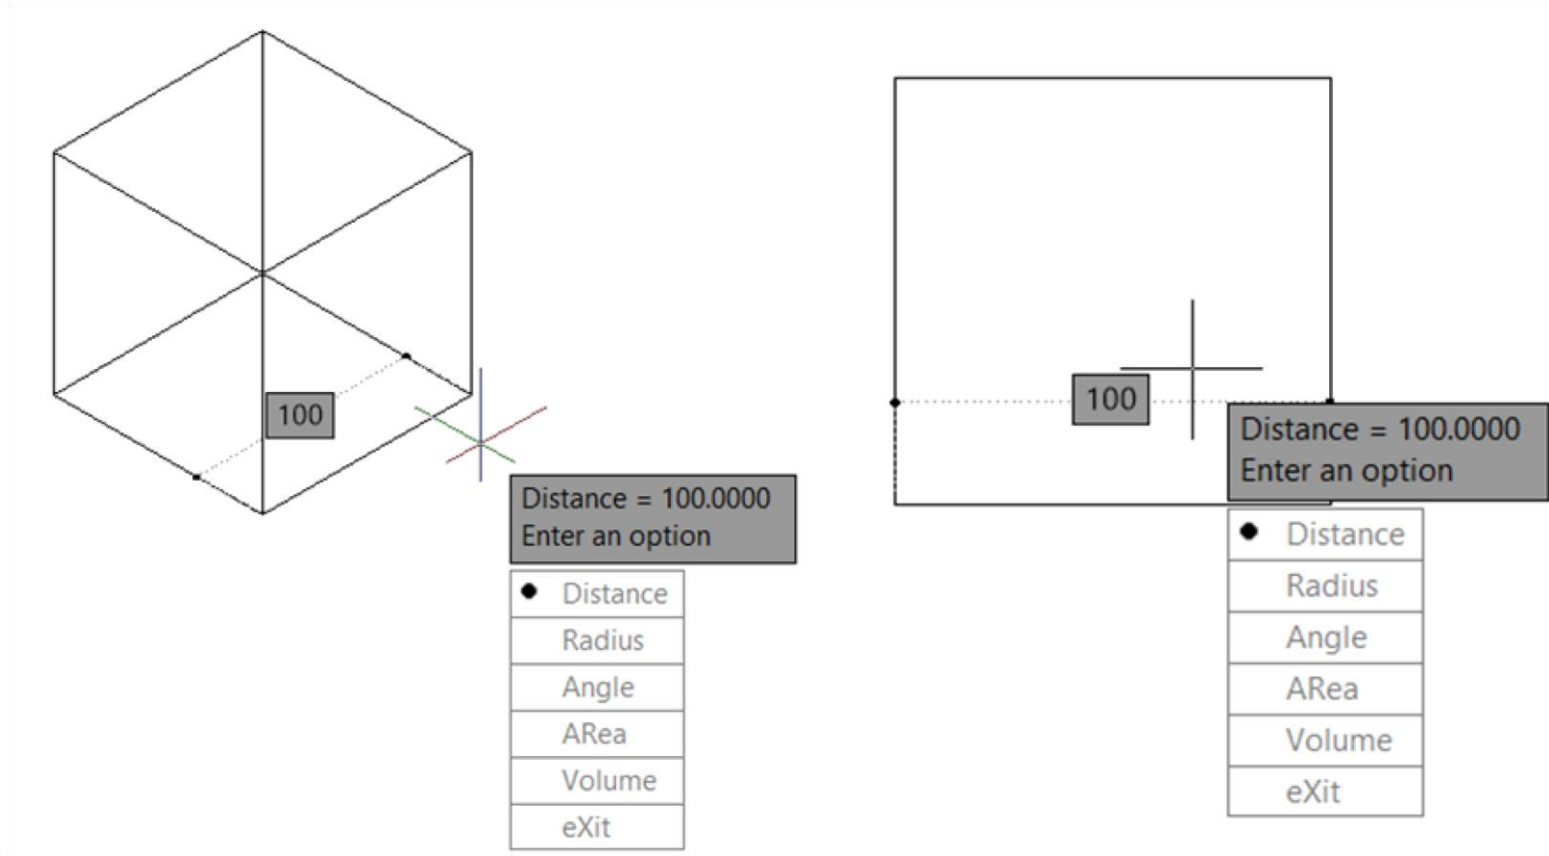 100
Distance = 100.0000
Enter an option
Distance
Radius
Angle
ARea
Volume
eXit
100
Distance = 100.0000
Enter an option
Distance
Radius
Angle
ARea
Volume
eXit